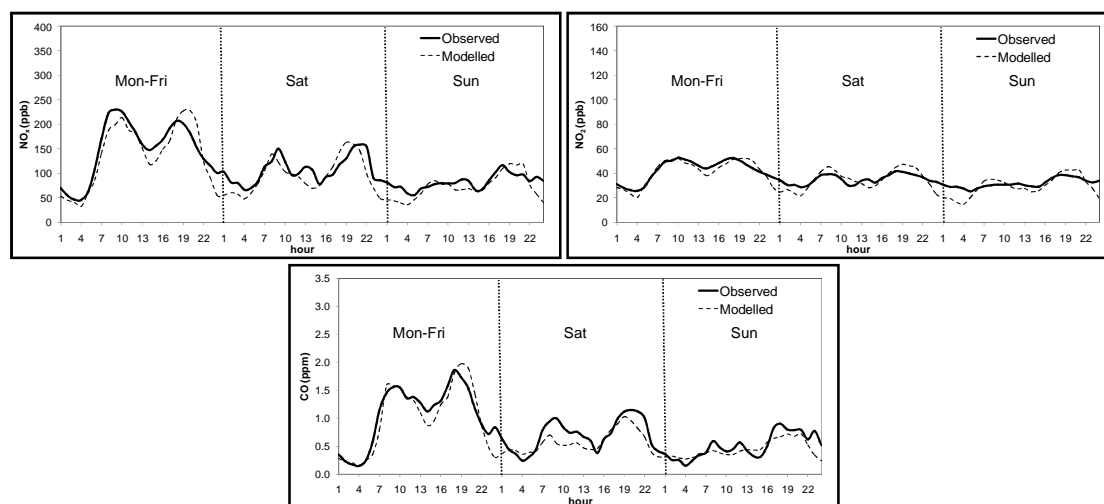 400
350
300
250
200
150
100
50
0
NOx (ppb)
Observed
Modelled
Mon-Fri
Sat
Sun
1 4 7 10 13 16 19 22 1 4 7 10 13 16 19 22 1 4 7 10 13 16 19 22
hour
160
140
120
100
80
60
40
20
0
NO2 (ppb)
Observed
Modelled
Mon-Fri
Sat
Sun
1 4 7 10 13 16 19 22 1 4 7 10 13 16 19 22 1 4 7 10 13 16 19 22
hour
3.5
3.0
2.5
2.0
1.5
1.0
0.5
0.0
CO (ppm)
Observed
Modelled
Mon-Fri
Sat
Sun
1 4 7 10 13 16 19 22 1 4 7 10 13 16 19 22 1 4 7 10 13 16 19 22
hour